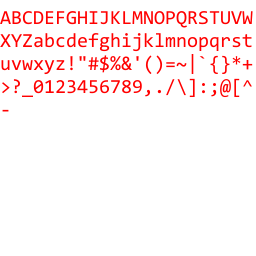 ABCDEFGHIJKLMNOPQRSTUVW
XYZabcdefghijklmnopqrst
uvwxyz!"#$%&'()=~|`{}*+
>?_0123456789,./\]:;@[^
-